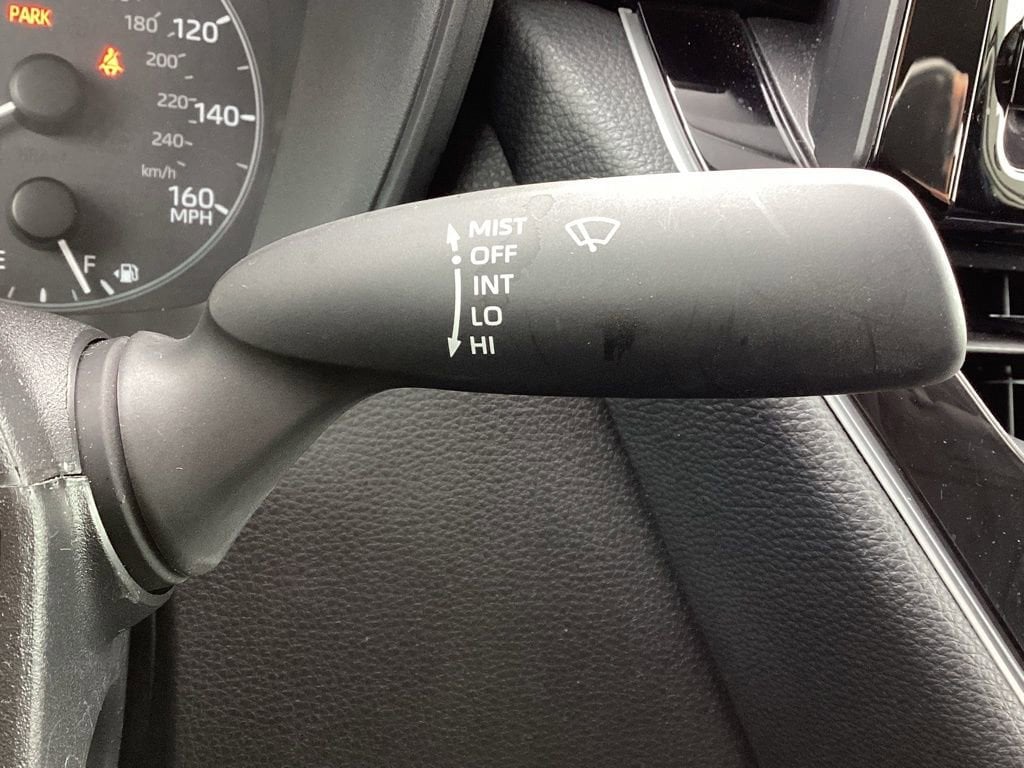 PARK
180
120
200
220
140
240
km/h
160
MPH
E
F
MIST
OFF
INT
LO
HI